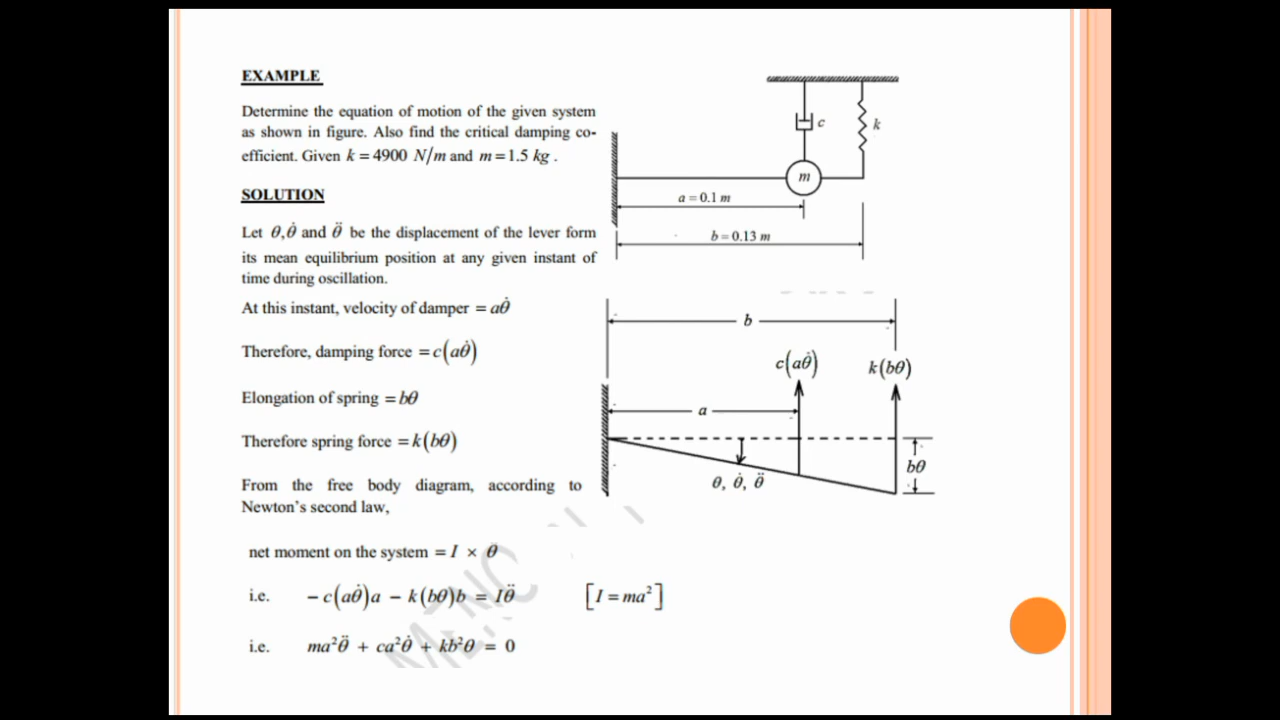 EXAMPLE
Determine the equation of motion of the given system
as shown in figure. Also find the critical damping co-
efficient. Given k = 4900 N/m and m = 1.5 kg .
SOLUTION
Let θ, θ̇ and θ̈ be the displacement of the lever form
its mean equilibrium position at any given instant of
time during oscillation.
At this instant, velocity of damper = aθ̇
Therefore, damping force = c(aθ̇)
Elongation of spring = bθ
Therefore spring force = k(bθ)
From the free body diagram, according to
Newton's second law,
net moment on the system = I × θ̈
i.e. − c(aθ̇)a − k(bθ)b = Iθ̈ [I = ma²]
i.e. ma²θ̈ + ca²θ̇ + kb²θ = 0
c
k
m
a = 0.1 m
b = 0.13 m
b
c(aθ̇)
k(bθ)
a
bθ
θ, θ̇, θ̈